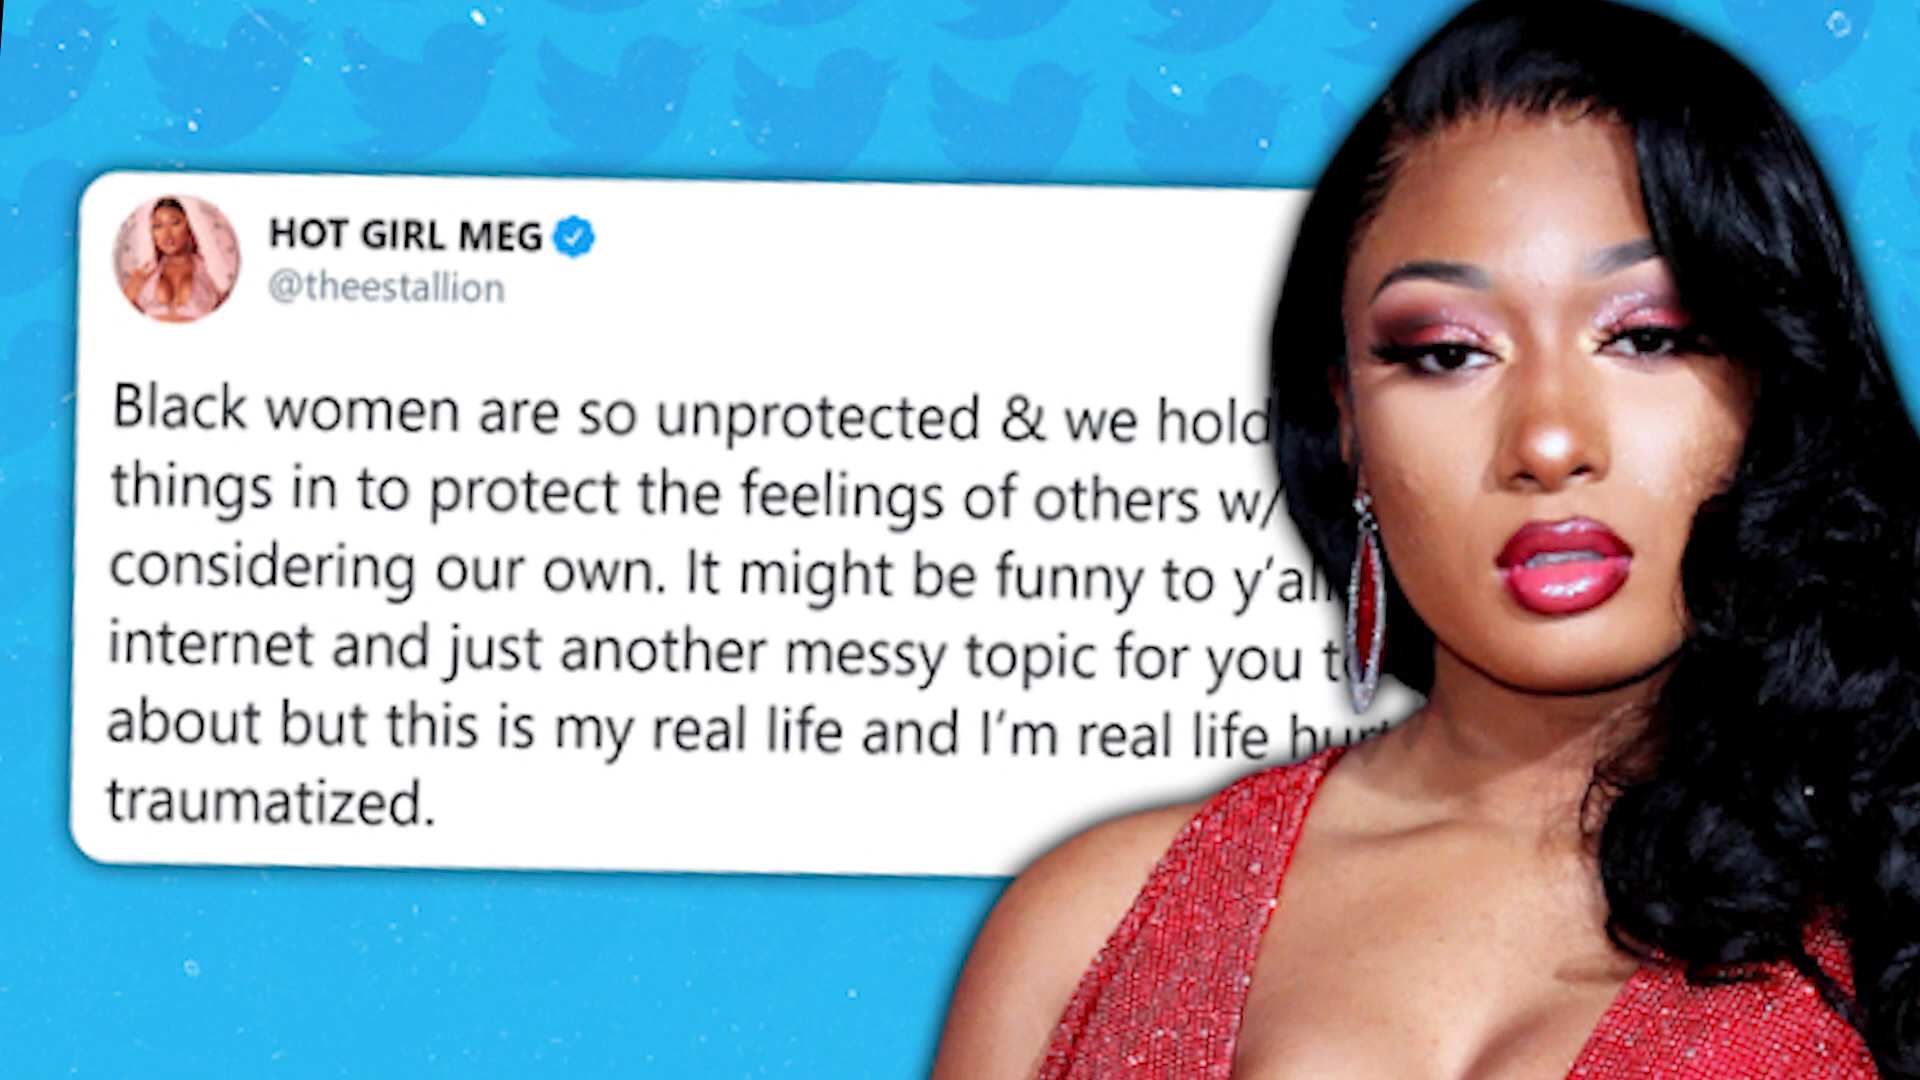 HOT GIRL MEG
@theestallion
Black women are so unprotected & we hold
things in to protect the feelings of others w/
considering our own. It might be funny to y’all
internet and just another messy topic for you
about but this is my real life and I’m real life hurt
traumatized.